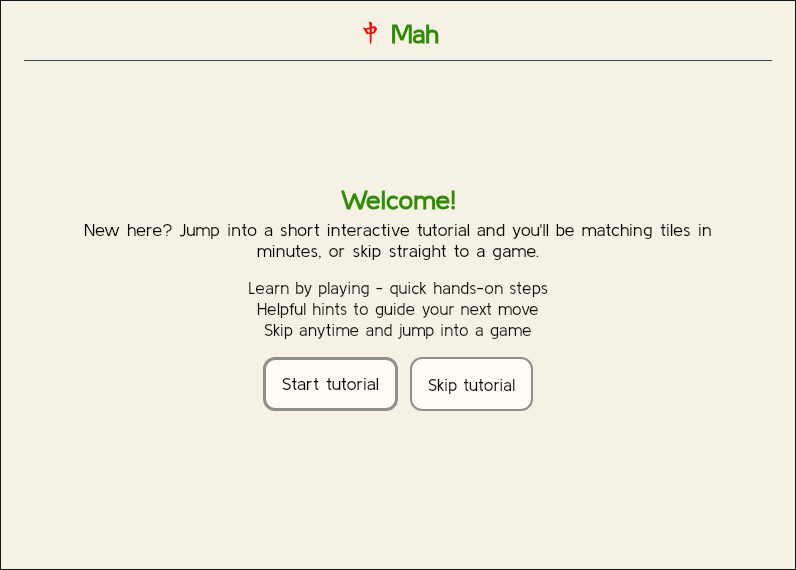 中 Mah
Welcome!
New here? Jump into a short interactive tutorial and you'll be matching tiles in
minutes, or skip straight to a game.
Learn by playing - quick hands-on steps
Helpful hints to guide your next move
Skip anytime and jump into a game
Start tutorial
Skip tutorial